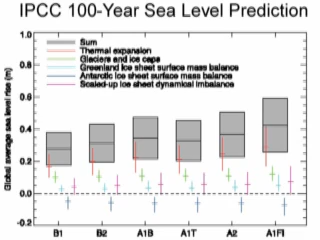 IPCC 100-Year Sea Level Prediction
1.0
0.8
0.6
0.4
0.2
0.0
-0.2
Global average sea level rise (m)
Sum
Thermal expansion
Glaciers and ice caps
Greenland ice sheet surface mass balance
Antarctic ice sheet surface mass balance
Scaled-up ice sheet dynamical imbalance
B1 B2 A1B A1T A2 A1FI